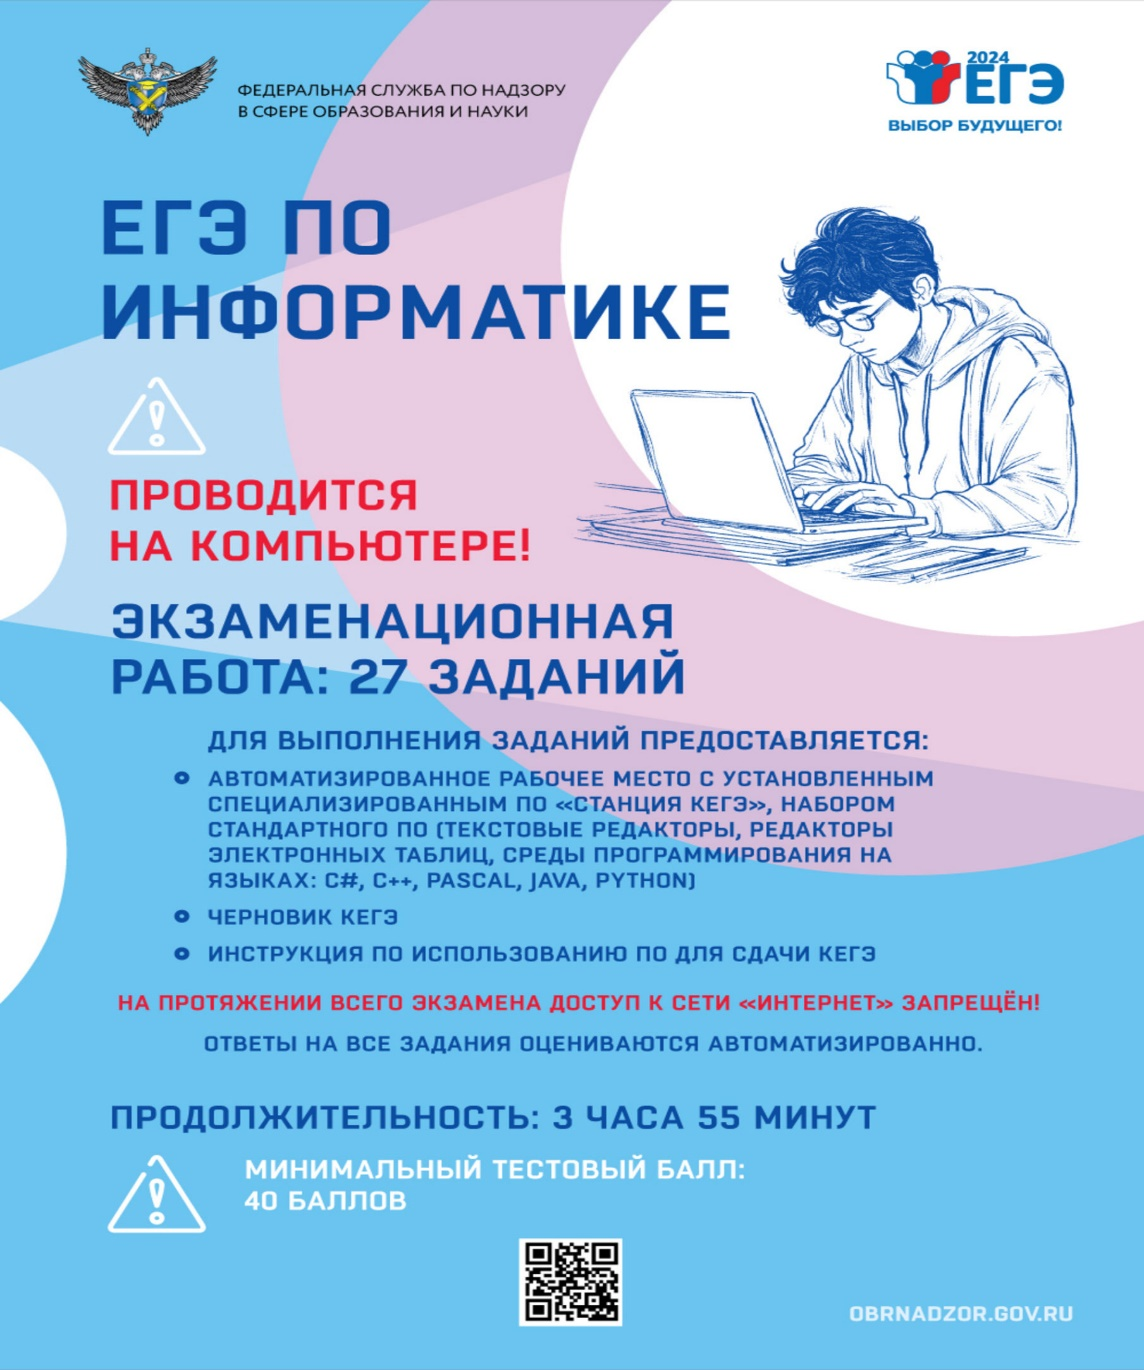 ФЕДЕРАЛЬНАЯ СЛУЖБА ПО НАДЗОРУ
В СФЕРЕ ОБРАЗОВАНИЯ И НАУКИ
2024
ЕГЭ
ВЫБОР БУДУЩЕГО!
ЕГЭ ПО
ИНФОРМАТИКЕ
ПРОВОДИТСЯ
НА КОМПЬЮТЕРЕ!
ЭКЗАМЕНАЦИОННАЯ
РАБОТА: 27 ЗАДАНИЙ
ДЛЯ ВЫПОЛНЕНИЯ ЗАДАНИЙ ПРЕДОСТАВЛЯЕТСЯ:
АВТОМАТИЗИРОВАННОЕ РАБОЧЕЕ МЕСТО С УСТАНОВЛЕННЫМ
СПЕЦИАЛИЗИРОВАННЫМ ПО «СТАНЦИЯ КЕГЭ», НАБОРОМ
СТАНДАРТНОГО ПО (ТЕКСТОВЫЕ РЕДАКТОРЫ, РЕДАКТОРЫ
ЭЛЕКТРОННЫХ ТАБЛИЦ, СРЕДЫ ПРОГРАММИРОВАНИЯ НА
ЯЗЫКАХ: C#, C++, PASCAL, JAVA, PYTHON)
ЧЕРНОВИК КЕГЭ
ИНСТРУКЦИЯ ПО ИСПОЛЬЗОВАНИЮ ПО ДЛЯ СДАЧИ КЕГЭ
НА ПРОТЯЖЕНИИ ВСЕГО ЭКЗАМЕНА ДОСТУП К СЕТИ «ИНТЕРНЕТ» ЗАПРЕЩЁН!
ОТВЕТЫ НА ВСЕ ЗАДАНИЯ ОЦЕНИВАЮТСЯ АВТОМАТИЗИРОВАННО.
ПРОДОЛЖИТЕЛЬНОСТЬ: 3 ЧАСА 55 МИНУТ
МИНИМАЛЬНЫЙ ТЕСТОВЫЙ БАЛЛ:
40 БАЛЛОВ
OBRNADZOR.GOV.RU